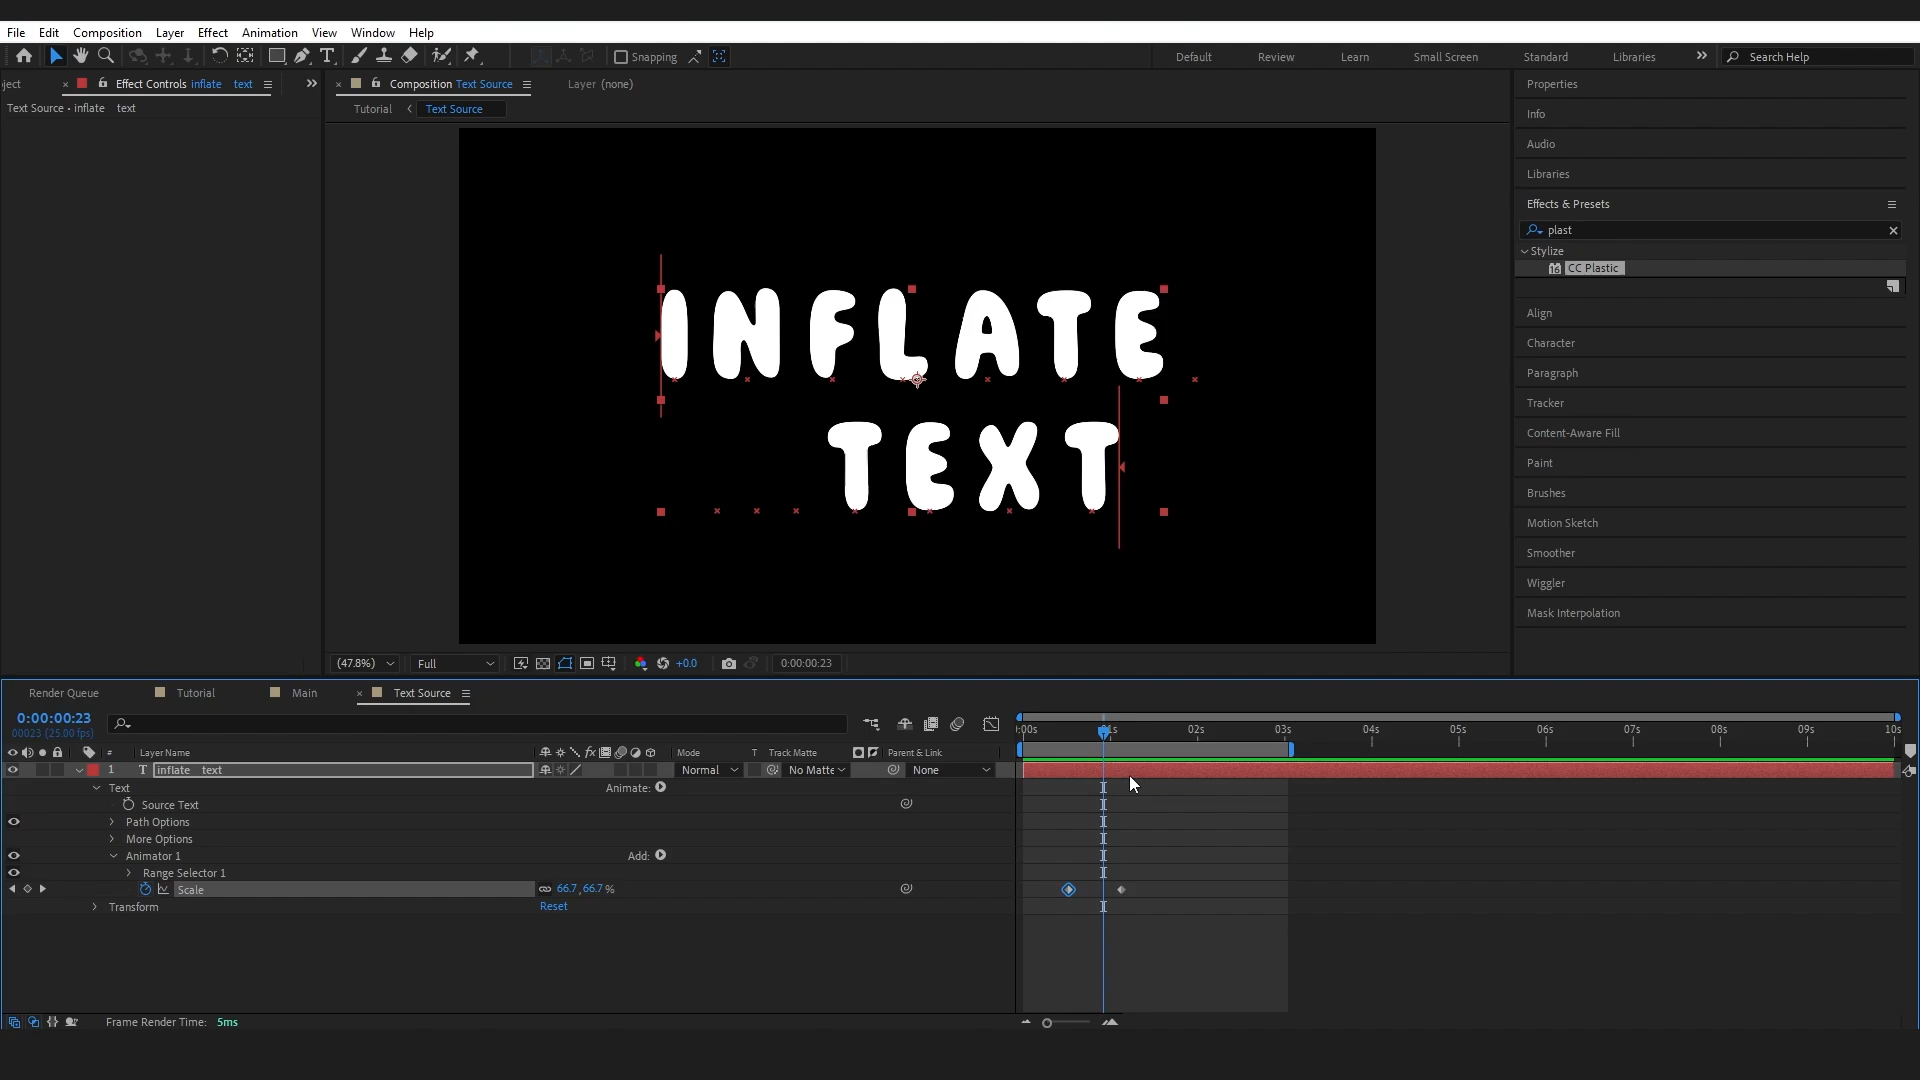 File Edit Composition Layer Effect Animation View Window Help
Snapping
Default Review Learn Small Screen Standard Libraries Search Help
ject Effect Controls inflate text
Text Source • inflate text
Composition Text Source Layer (none)
Tutorial Text Source
INFLATE
TEXT
(47.8%) Full +0.0 0:00:00:23
Properties
Info
Audio
Libraries
Effects & Presets
plast
Stylize
CC Plastic
Align
Character
Paragraph
Tracker
Content-Aware Fill
Paint
Brushes
Motion Sketch
Smoother
Wiggler
Mask Interpolation
Render Queue Tutorial Main Text Source
0:00:00:23
00023 (25.00 fps)
# Layer Name Mode T Track Matte Parent & Link
1 T inflate text Normal No Matte None
Text Animate:
Source Text
Path Options
More Options
Animator 1 Add:
Range Selector 1
Scale 66.7, 66.7 %
Transform Reset
:00s 01s 02s 03s 04s 05s 06s 07s 08s 09s 10s
Frame Render Time: 5ms